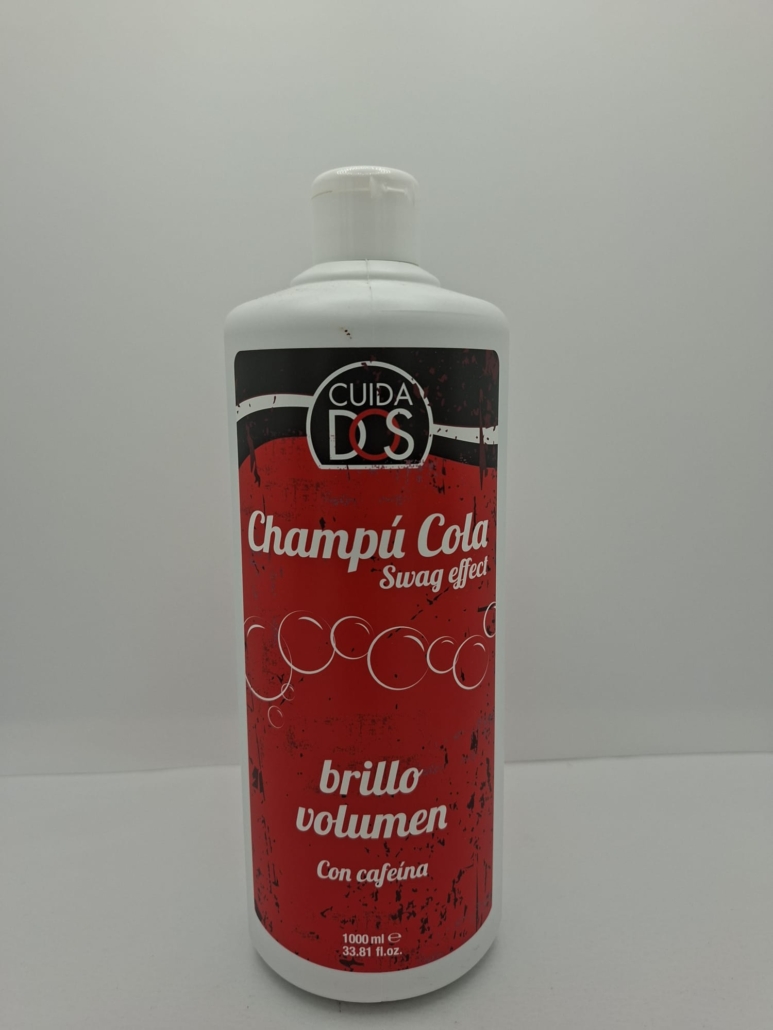 CUIDA
DOS
Champú Cola
Swag effect
brillo
volumen
Con cafeína
1000 ml ℮
33.81 fl.oz.